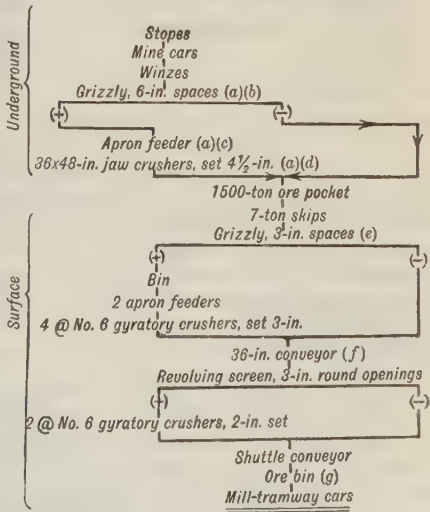 Underground
Stopes
Mine cars
Winzes
Grizzly, 6-in. spaces (a)(b)
(+)
(-)
Apron feeder (a)(c)
36x48-in. jaw crushers, set 4½-in. (a)(d)
1500-ton ore pocket
7-ton skips
Grizzly, 3-in. spaces (e)
Surface
(+)
(-)
Bin
2 apron feeders
4 @ No. 6 gyratory crushers, set 3-in.
36-in. conveyor (f)
Revolving screen, 3-in. round openings
(+)
(-)
2 @ No. 6 gyratory crushers, 2-in. set
Shuttle conveyor
Ore bin (g)
Mill-tramway cars